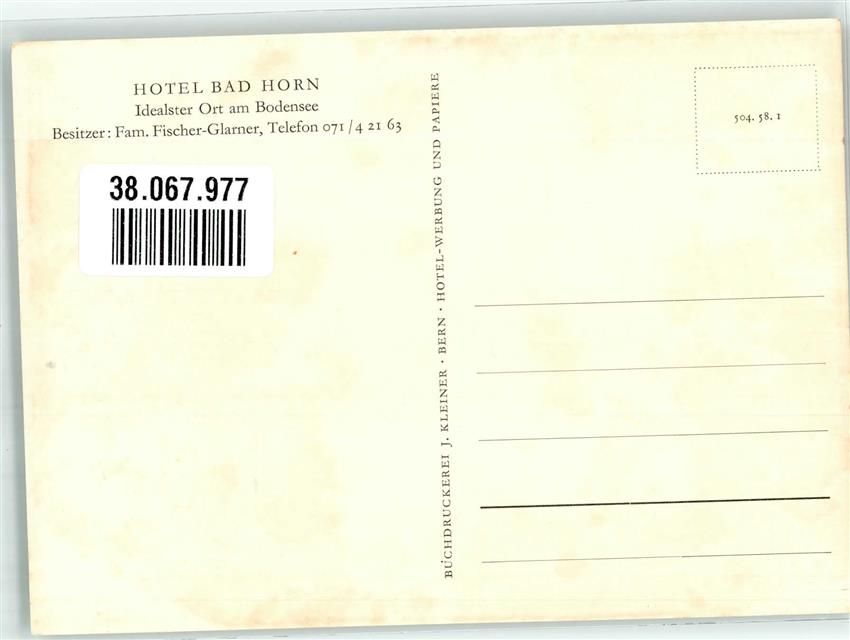 HOTEL BAD HORN
Idealster Ort am Bodensee
Besitzer: Fam. Fischer-Glarner, Telefon 071/4 21 63
38.067.977
BUCHDRUCKEREI J. KLEINER · BERN · HOTEL-WERBUNG UND PAPIERE
504. 58. 1